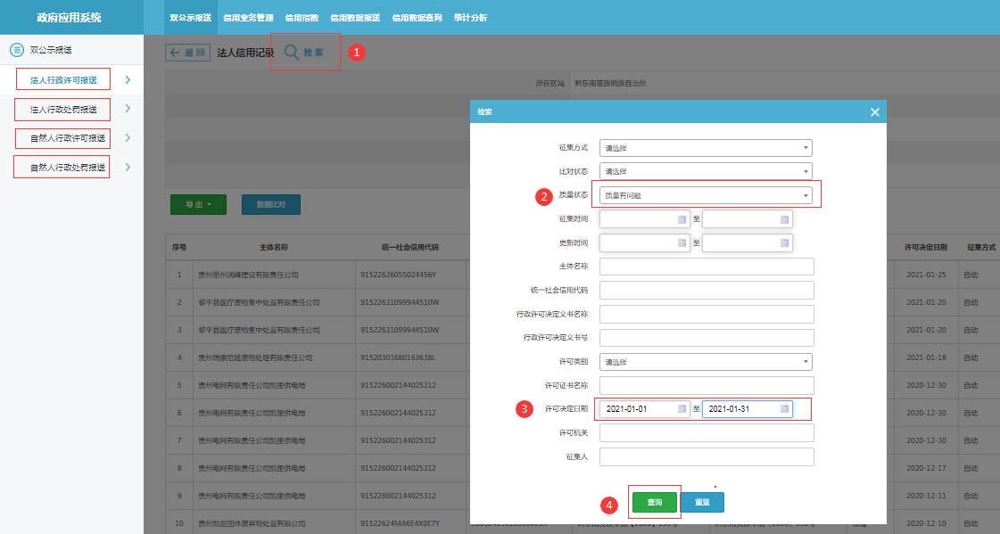 政府应用系统
双公示报送 信用业务管理 信用指数 信用数据报送 信用数据查询 统计分析
双公示报送
法人行政许可报送
法人行政处罚报送
自然人行政许可报送
自然人行政处罚报送
返 回 法人信用记录 检 索 1
所在区域 黔东南苗族侗族自治州
导 出 数据比对
序号 主体名称 统一社会信用代码 许可决定日期 征集方式
1 贵州思州润峰建设有限责任公司 91522626055024456Y 2021-01-25 自动
2 黎平县医疗废物集中处置有限责任公司 91522631099944510W 2021-01-20 自动
3 黎平县医疗废物集中处置有限责任公司 91522631099944510W 2021-01-20 自动
4 贵州瑞康危险废物处理有限责任公司 91520301680163638L 2021-01-18 自动
5 贵州电网有限责任公司凯里供电局 915226002144025312 2020-12-30 自动
6 贵州电网有限责任公司凯里供电局 915226002144025312 2020-12-30 自动
7 贵州电网有限责任公司凯里供电局 915226002144025312 2020-12-30 自动
8 贵州电网有限责任公司凯里供电局 915226002144025312 2020-12-17 自动
9 贵州电网有限责任公司凯里供电局 915226002144025312 2020-12-11 自动
10 贵州凯创固体废弃物处置有限公司 91522624MA6E4X0E7Y 2020-12-10 自动
检索
征集方式 请选择
比对状态 请选择
2 质量状态 质量有问题
征集时间 至
更新时间 至
主体名称
统一社会信用代码
行政许可决定文书名称
行政许可决定文书号
许可类别 请选择
许可证书名称
3 许可决定日期 2021-01-01 至 2021-01-31
许可机关
征集人
4 查询 重置